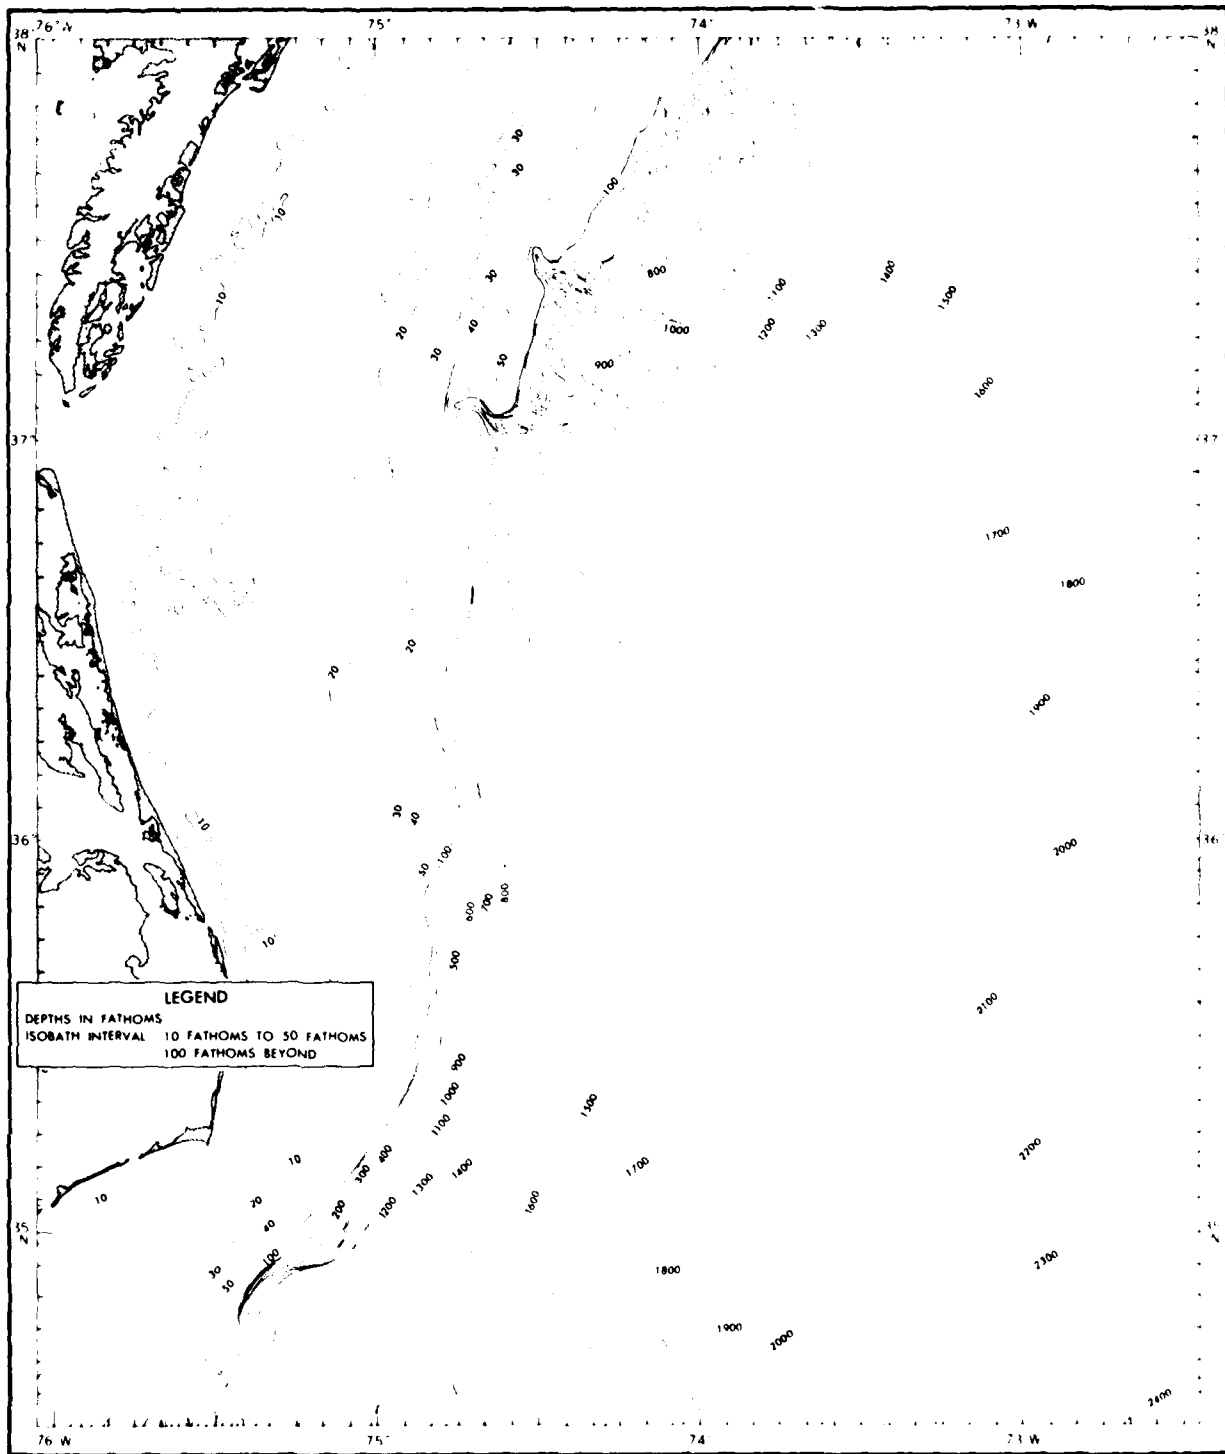 38° 76°W 75° 74° 73 W 38
N N
30
30
10
100
30 800 1400
10 1100 1500
20 40 1000 1200 1300
30 50 900
1600
37° 37
1700
1800
20
20
1900
30 40
10
36° 50 100 2000 36
600 700 800
10
500
LEGEND
DEPTHS IN FATHOMS
ISOBATH INTERVAL 10 FATHOMS TO 50 FATHOMS
100 FATHOMS BEYOND
2100
900
1000 1500
1100
10 300 400 1400 1700 2200
10 20 200 1200 1300 1600
35 40
N
30 100 1800 2300
50
1900 2000
2400
76 W 75° 74° 73 W